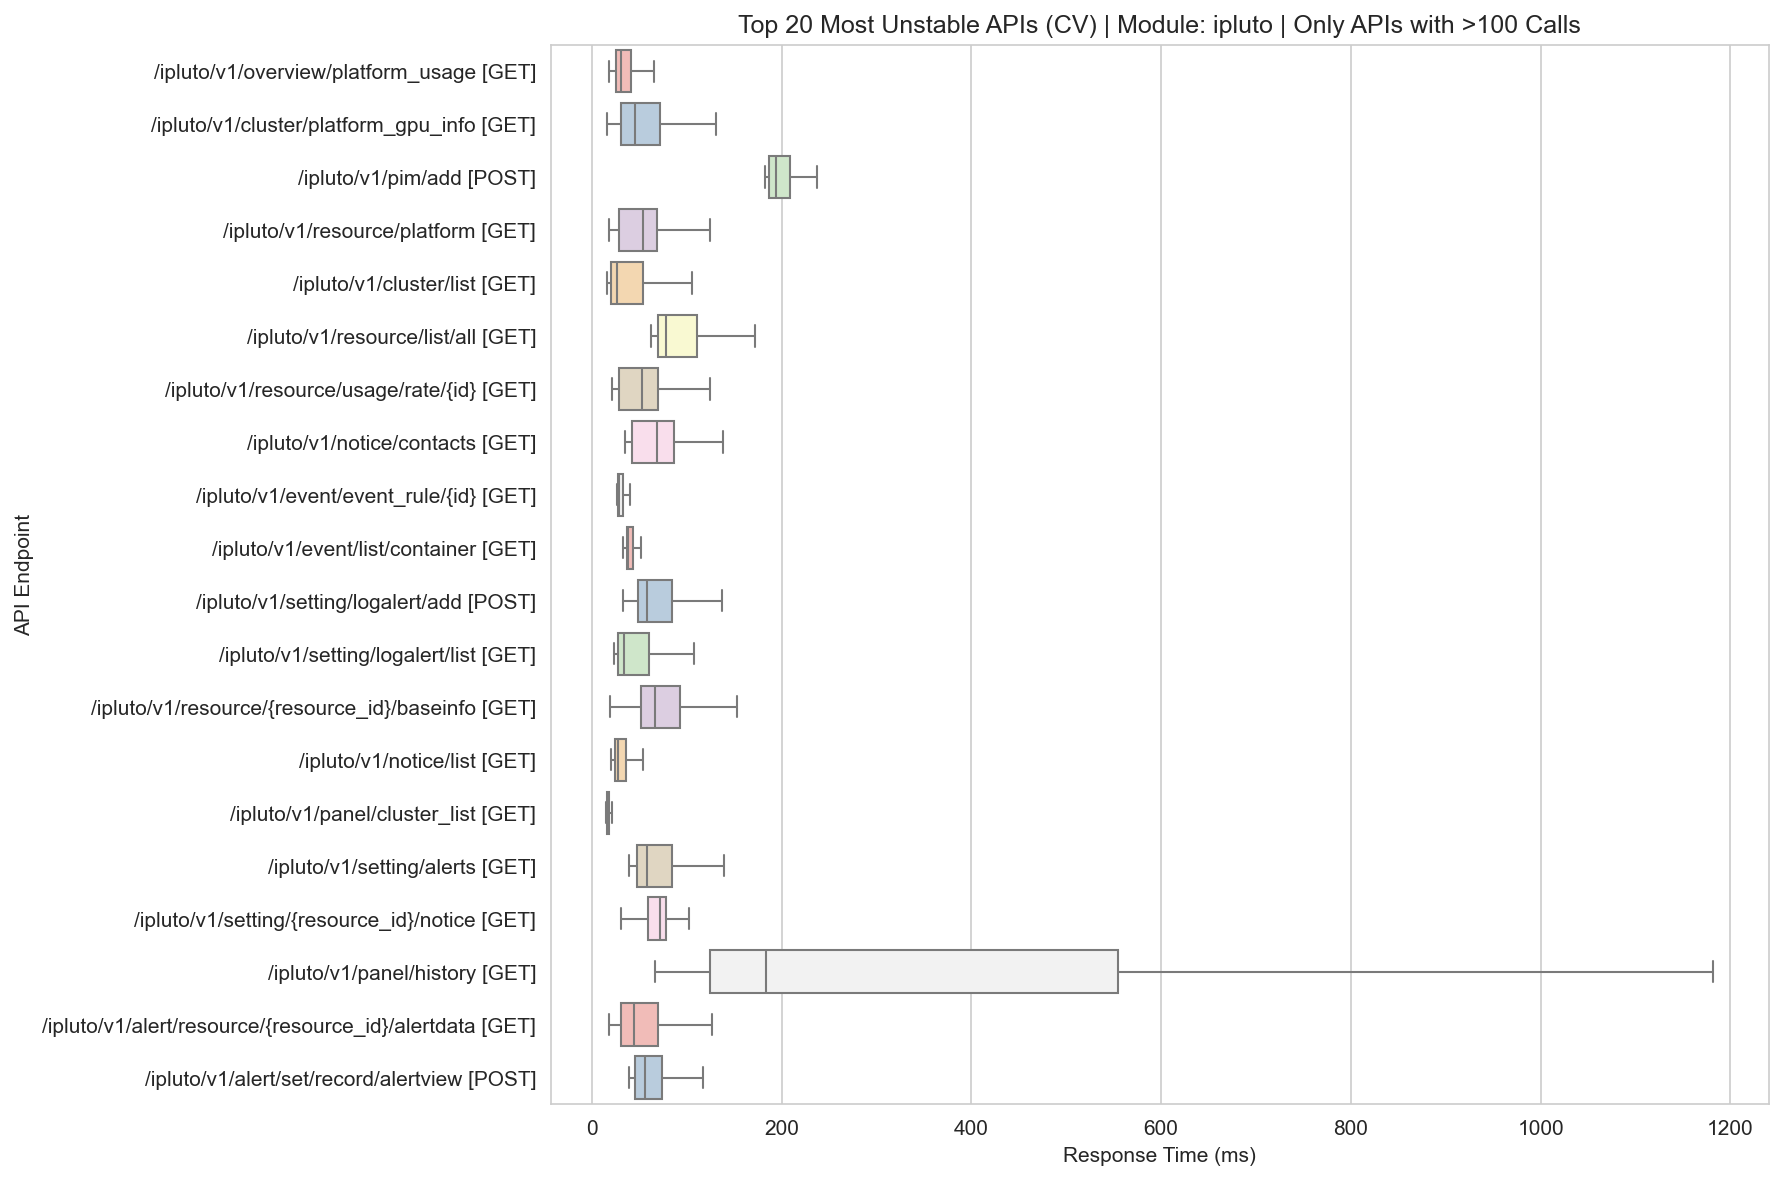 Top 20 Most Unstable APIs (CV) | Module: ipluto | Only APIs with >100 Calls
API Endpoint
/ipluto/v1/overview/platform_usage [GET]
/ipluto/v1/cluster/platform_gpu_info [GET]
/ipluto/v1/pim/add [POST]
/ipluto/v1/resource/platform [GET]
/ipluto/v1/cluster/list [GET]
/ipluto/v1/resource/list/all [GET]
/ipluto/v1/resource/usage/rate/{id} [GET]
/ipluto/v1/notice/contacts [GET]
/ipluto/v1/event/event_rule/{id} [GET]
/ipluto/v1/event/list/container [GET]
/ipluto/v1/setting/logalert/add [POST]
/ipluto/v1/setting/logalert/list [GET]
/ipluto/v1/resource/{resource_id}/baseinfo [GET]
/ipluto/v1/notice/list [GET]
/ipluto/v1/panel/cluster_list [GET]
/ipluto/v1/setting/alerts [GET]
/ipluto/v1/setting/{resource_id}/notice [GET]
/ipluto/v1/panel/history [GET]
/ipluto/v1/alert/resource/{resource_id}/alertdata [GET]
/ipluto/v1/alert/set/record/alertview [POST]
0 200 400 600 800 1000 1200
Response Time (ms)